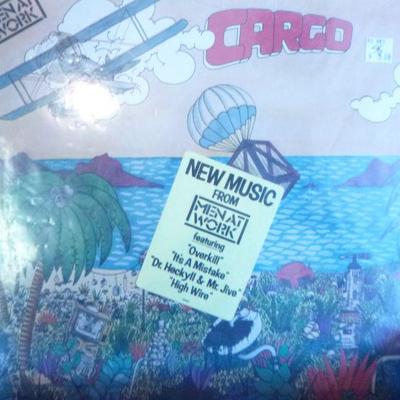 MEN AT
WORK
CARGO
NEW MUSIC
FROM
MEN AT
WORK
featuring
"Overkill"
"It's A Mistake"
"Dr. Heckyll & Mr. Jive"
"High Wire"